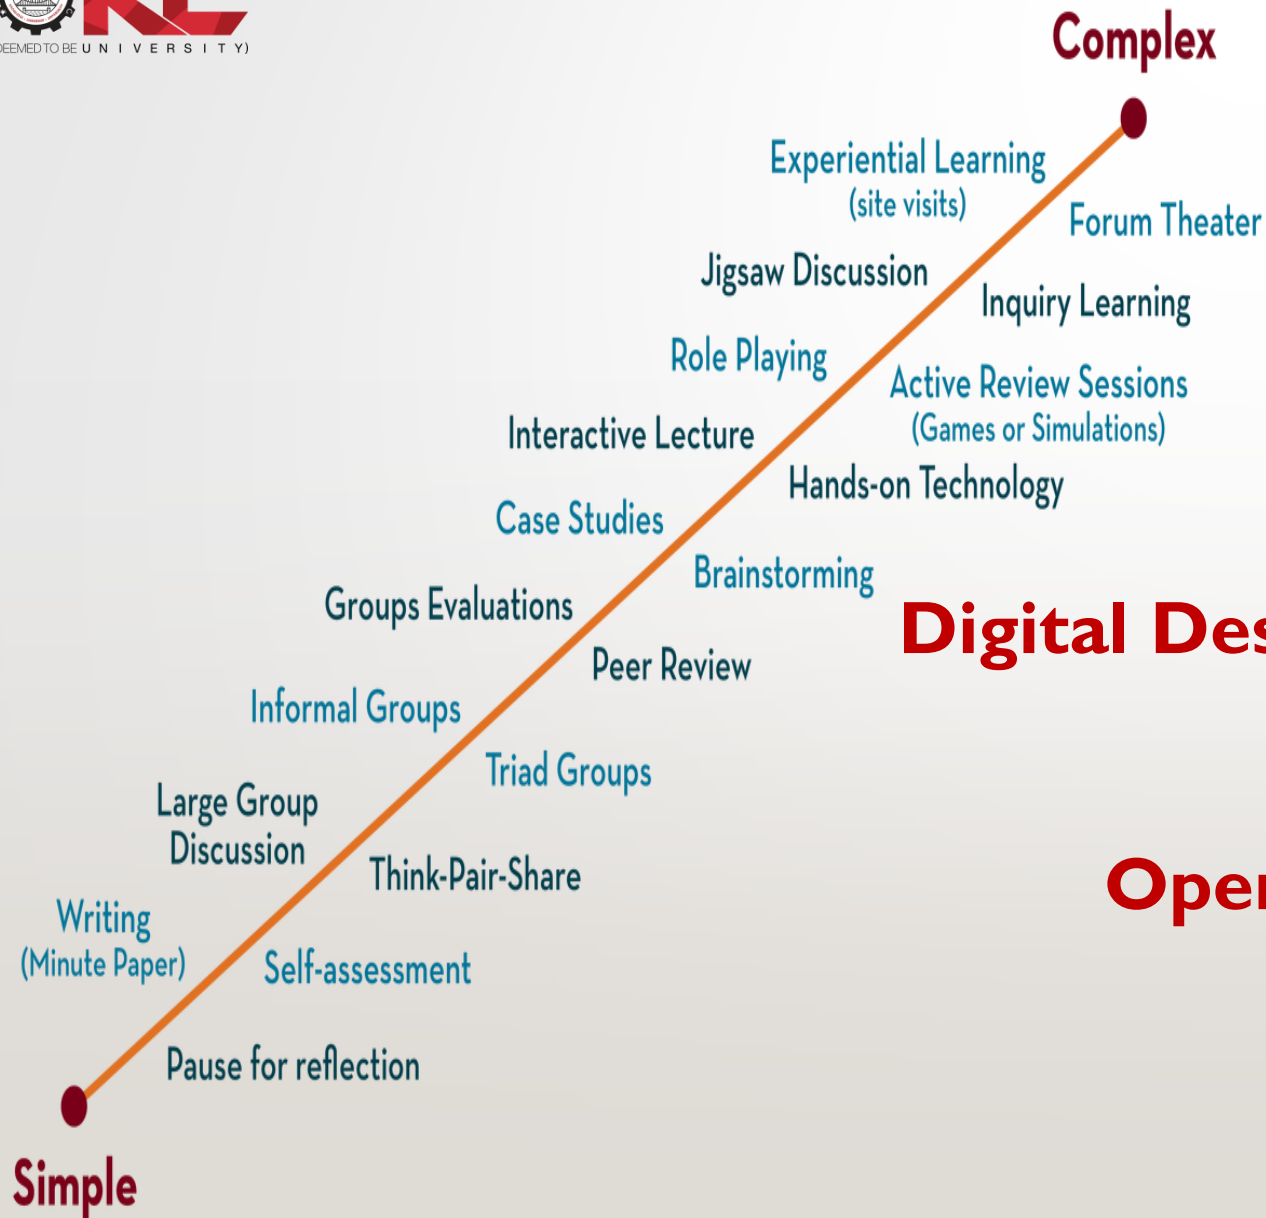 (DEEMED TO BE UNIVERSITY)
Complex
Experiential Learning
(site visits)
Forum Theater
Jigsaw Discussion
Inquiry Learning
Role Playing
Active Review Sessions
(Games or Simulations)
Interactive Lecture
Hands-on Technology
Case Studies
Brainstorming
Groups Evaluations
Digital
Peer Review
Informal Groups
Triad Groups
Large Group
Discussion
Think-Pair-Share
Writing
(Minute Paper)
Self-assessment
Pause for reflection
Simple